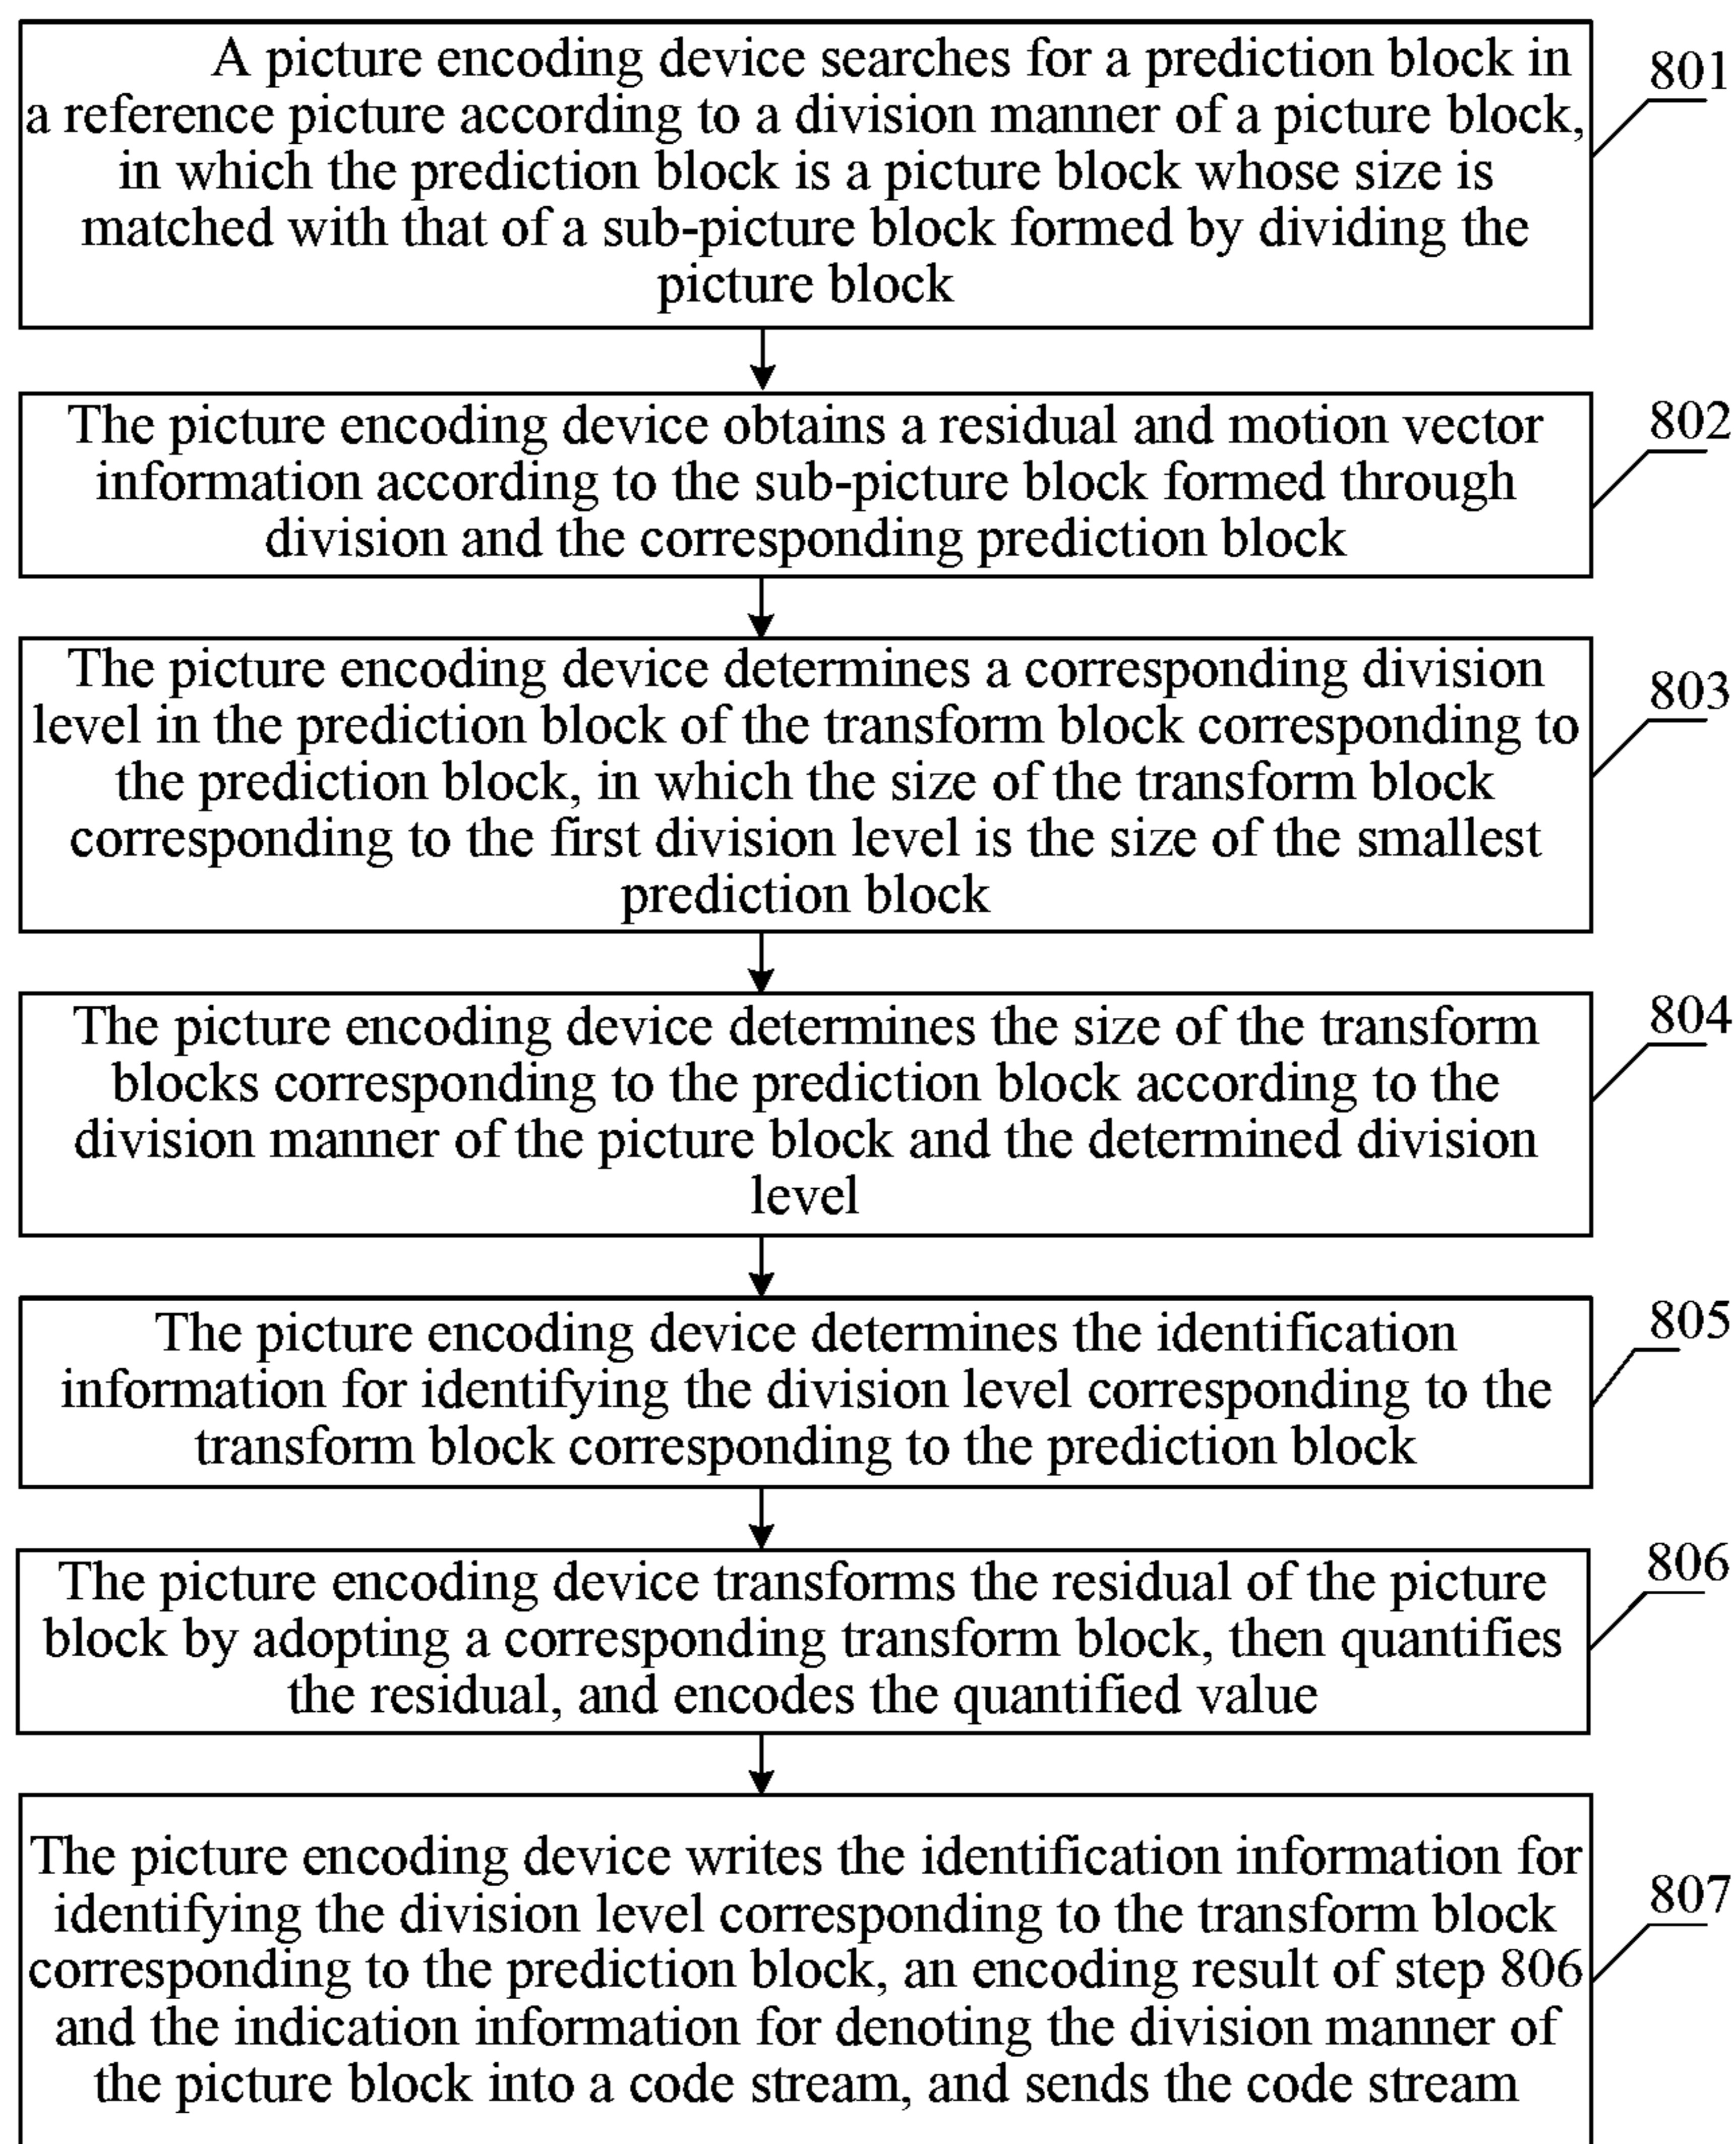 A picture encoding device searches for a prediction block in
a reference picture according to a division manner of a picture block,
in which the prediction block is a picture block whose size is
matched with that of a sub-picture block formed by dividing the
picture block
801
The picture encoding device obtains a residual and motion vector
information according to the sub-picture block formed through
division and the corresponding prediction block
802
The picture encoding device determines a corresponding division
level in the prediction block of the transform block corresponding to
the prediction block, in which the size of the transform block
corresponding to the first division level is the size of the smallest
prediction block
803
The picture encoding device determines the size of the transform
blocks corresponding to the prediction block according to the
division manner of the picture block and the determined division
level
804
The picture encoding device determines the identification
information for identifying the division level corresponding to the
transform block corresponding to the prediction block
805
The picture encoding device transforms the residual of the picture
block by adopting a corresponding transform block, then quantifies
the residual, and encodes the quantified value
806
The picture encoding device writes the identification information for
identifying the division level corresponding to the transform block
corresponding to the prediction block, an encoding result of step 806
and the indication information for denoting the division manner of
the picture block into a code stream, and sends the code stream
807